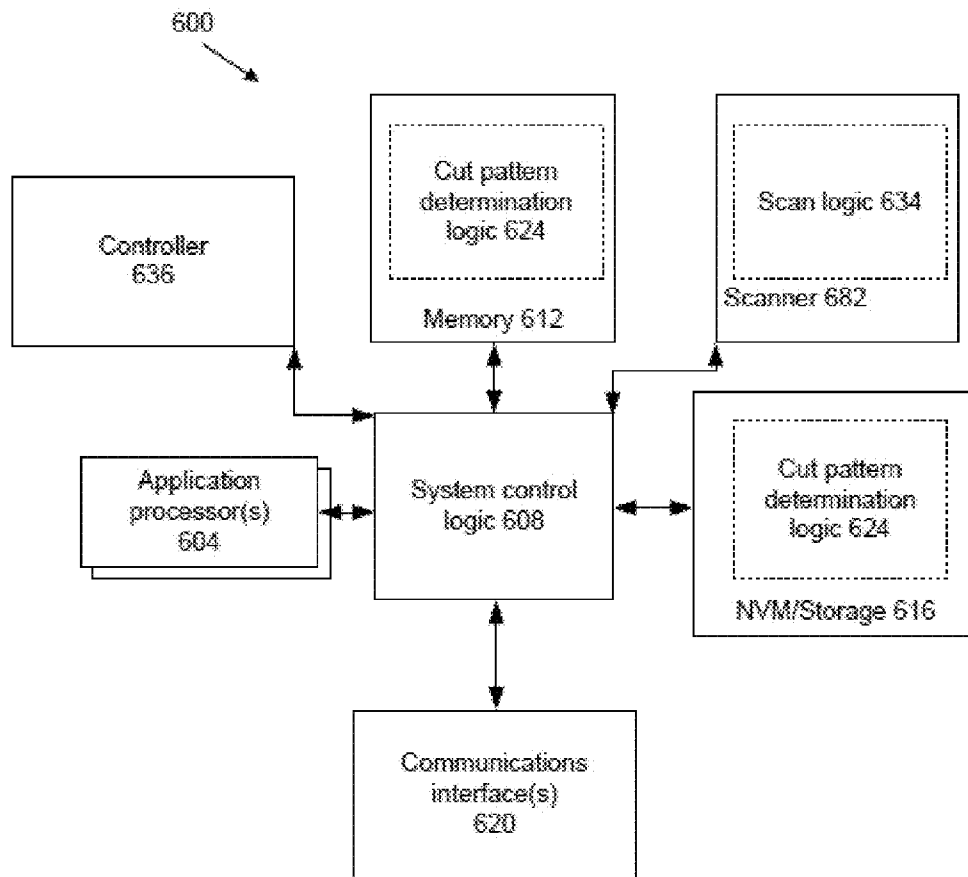 600
Controller
636
Cut pattern
determination
logic 624
Memory 612
Scan logic 634
Scanner 682
Application
processor(s)
604
System control
logic 608
Cut pattern
determination
logic 624
NVM/Storage 616
Communications
interface(s)
620